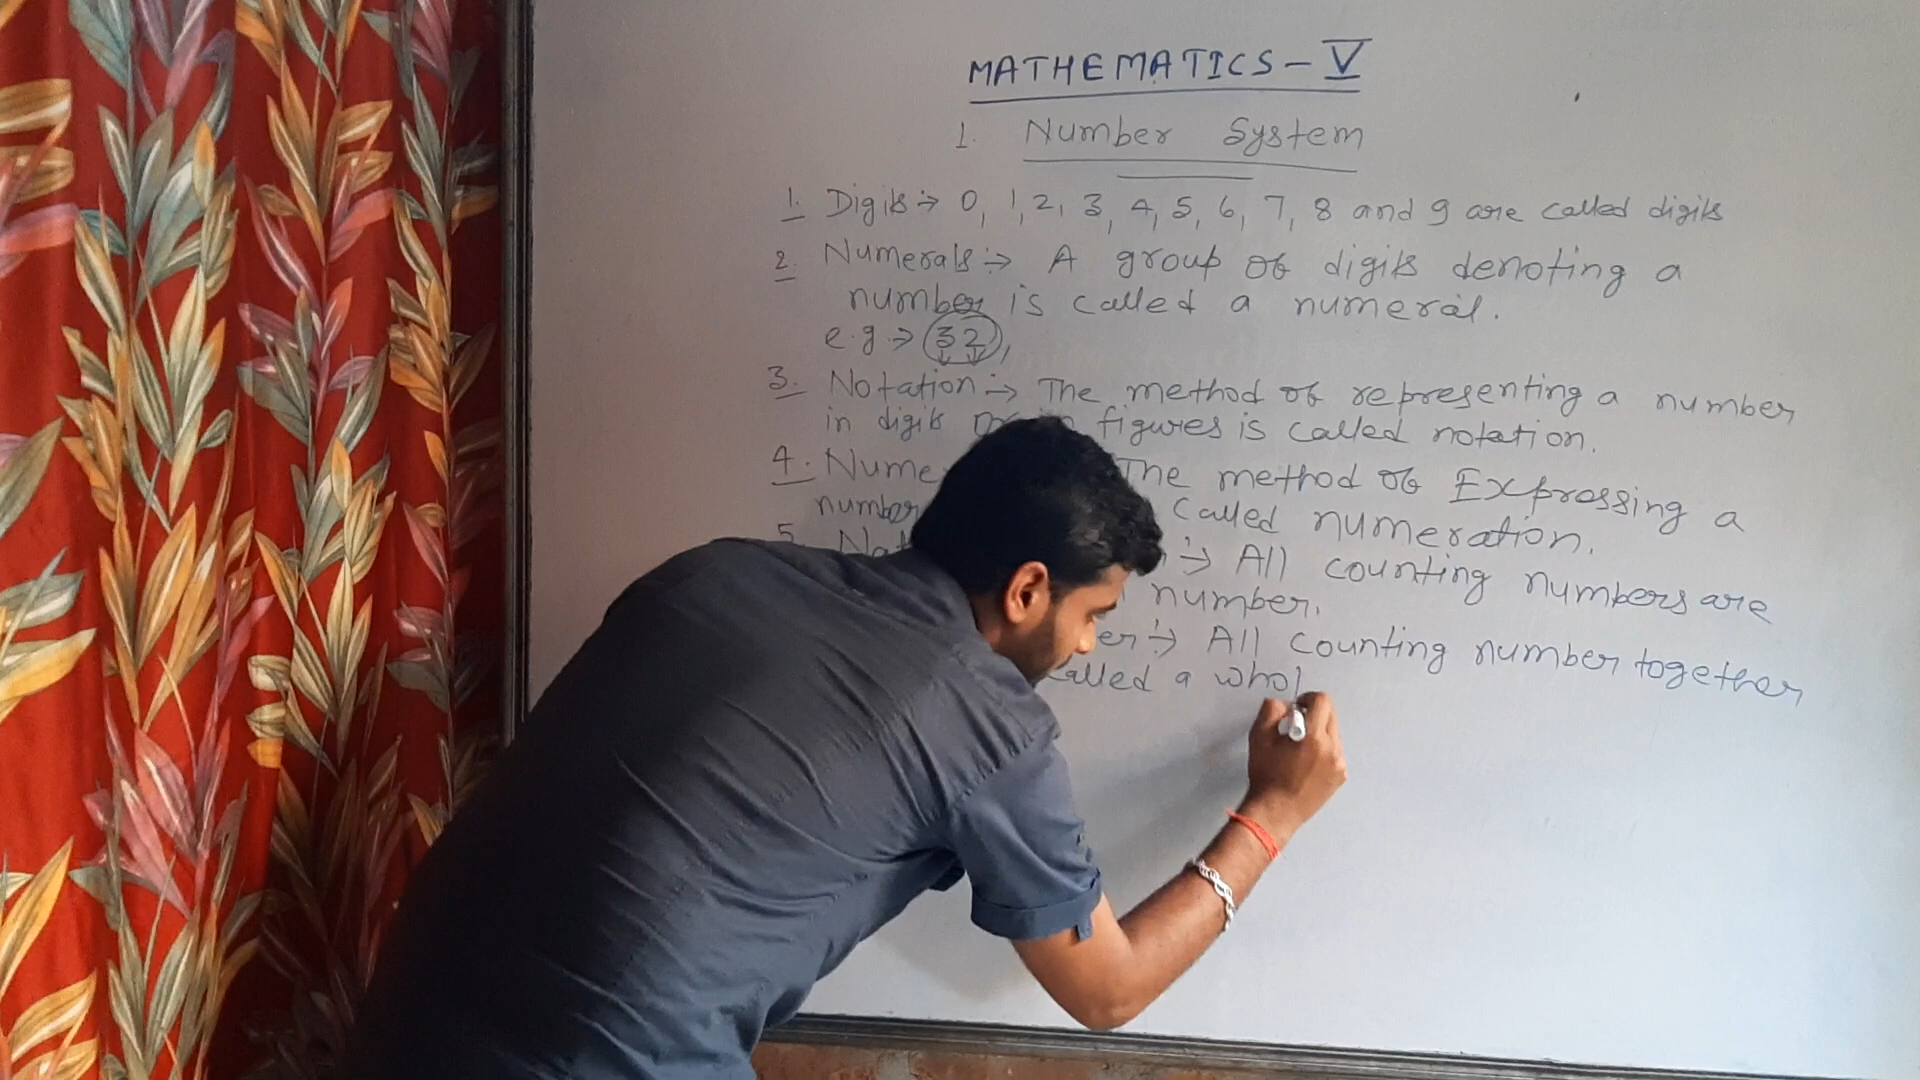 MATHEMATICS - V
1. Number System
1. Digits :→ 0, 1, 2, 3, 4, 5, 6, 7, 8 and 9 are called digits
2. Numerals :→ A group of digits denoting a
number is called a numeral.
e.g :→ 32,
3. Notation :→ The method of representing a number
in digits figures is called notation.
4. Nume The method of Expressing a
number called numeration.
5. Nat :→ All counting numbers are
number.
er :→ All counting number together
called a whol